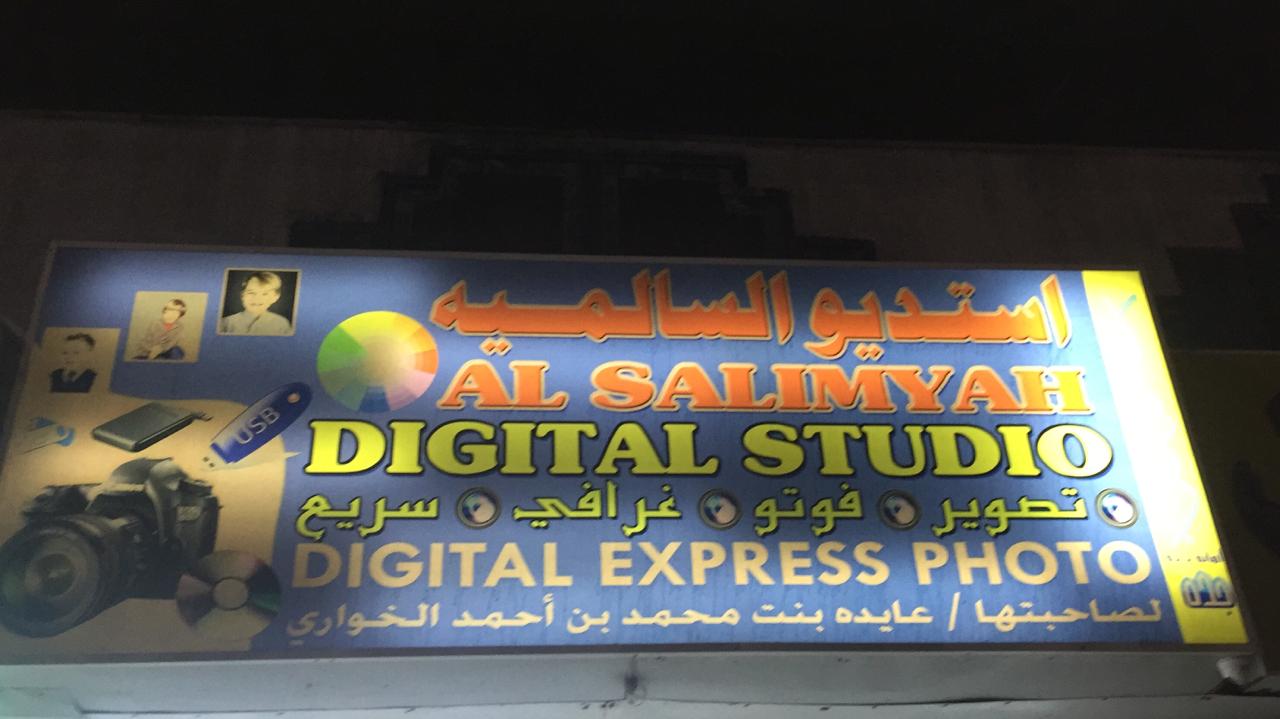 استديو السالميه
AL SALIMYAH
DIGITAL STUDIO
تصوير فوتو غرافي سريع
DIGITAL EXPRESS PHOTO
لصاحبتها / عايده بنت محمد بن أحمد الخواري
USB